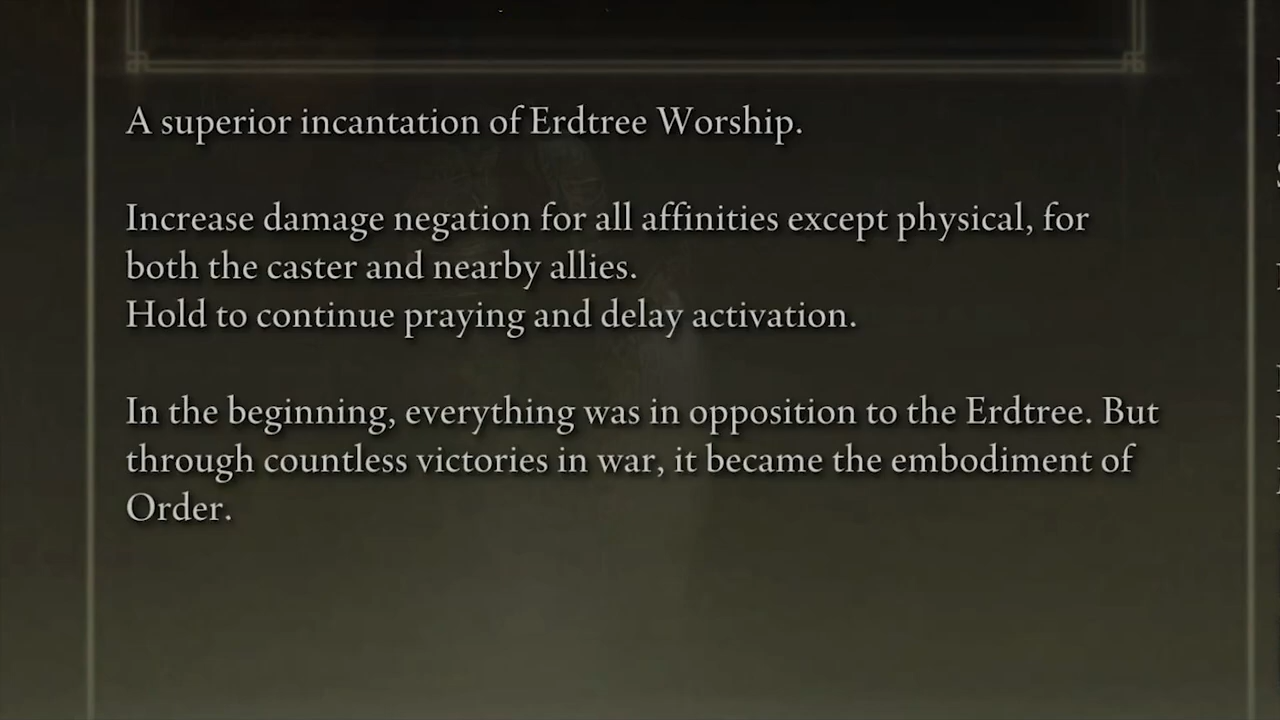 A superior incantation of Erdtree Worship.
Increase damage negation for all affinities except physical, for
both the caster and nearby allies.
Hold to continue praying and delay activation.
In the beginning, everything was in opposition to the Erdtree. But
through countless victories in war, it became the embodiment of
Order.